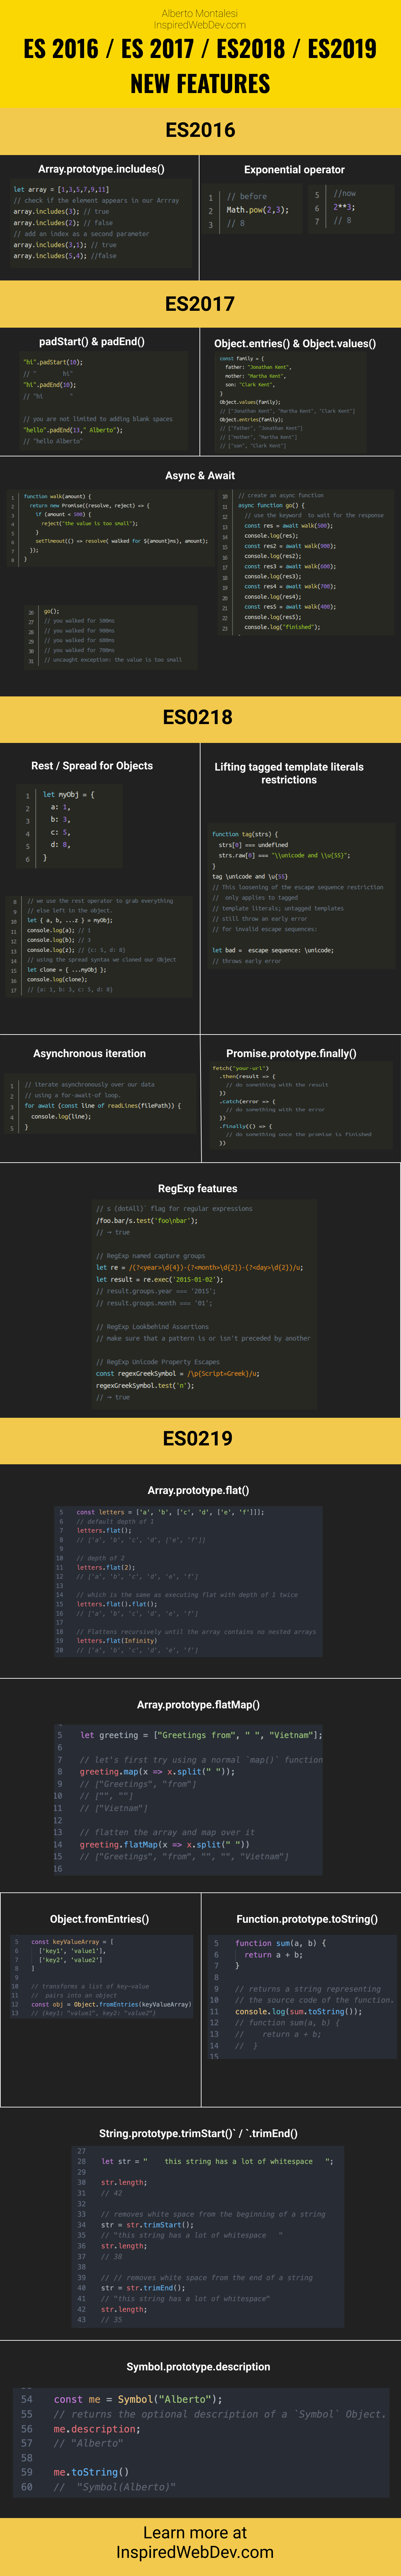 Alberto Montalesi
InspiredWebDev.com
ES 2016 / ES 2017 / ES2018 / ES2019
NEW FEATURES
ES2016
Array.prototype.includes()
let array = [1,3,5,7,9,11]
// check if the element appears in our Arrray
array.includes(3); // true
array.includes(2); // false
// add an index as a second parameter
array.includes(3,1); // true
array.includes(5,4); //false
Exponential operator
1 // before
2 Math.pow(2,3);
3 // 8
5 //now
6 2**3;
7 // 8
ES2017
padStart() & padEnd()
"hi".padStart(10);
// "        hi"
"hi".padEnd(10);
// "hi        "
// you are not limited to adding blank spaces
"hello".padEnd(13," Alberto");
// "hello Alberto"
Object.entries() & Object.values()
const family = {
father: "Jonathan Kent",
mother: "Martha Kent",
son: "Clark Kent",
}
Object.values(family);
// ["Jonathan Kent", "Martha Kent", "Clark Kent"]
Object.entries(family);
// ["father", "Jonathan Kent"]
// ["mother", "Martha Kent"]
// ["son", "Clark Kent"]
Async & Await
1 function walk(amount) {
2 return new Promise((resolve, reject) => {
3 if (amount < 500) {
4 reject("the value is too small");
5 }
6 setTimeout(() => resolve( walked for ${amount}ms), amount);
7 });
8 }
9
10 // create an async function
11 async function go() {
12 // use the keyword  to wait for the response
13 const res = await walk(500);
14 console.log(res);
15 const res2 = await walk(900);
16 console.log(res2);
17 const res3 = await walk(600);
18 console.log(res3);
19 const res4 = await walk(700);
20 console.log(res4);
21 const res5 = await walk(400);
22 console.log(res5);
23 console.log("finished");
26 go();
27 // you walked for 500ms
28 // you walked for 900ms
29 // you walked for 600ms
30 // you walked for 700ms
31 // uncaught exception: the value is too small
ES0218
Rest / Spread for Objects
1 let myObj = {
2 a: 1,
3 b: 3,
4 c: 5,
5 d: 8,
6 }
8 // we use the rest operator to grab everything
9 // else left in the object.
10 let { a, b, ...z } = myObj;
11 console.log(a); // 1
12 console.log(b); // 3
13 console.log(z); // {c: 5, d: 8}
14 // using the spread syntax we cloned our Object
15 let clone = { ...myObj };
16 console.log(clone);
17 // {a: 1, b: 3, c: 5, d: 8}
Lifting tagged template literals
restrictions
function tag(strs) {
strs[0] === undefined
strs.raw[0] === "\\unicode and \\u{55}";
}
tag \unicode and \u{55}
// This loosening of the escape sequence restriction
//  only applies to tagged
// template literals; untagged templates
// still throw an early error
// for invalid escape sequences:
let bad =  escape sequence: \unicode;
// throws early error
Asynchronous iteration
1 // iterate asynchronously over our data
2 // using a for-await-of loop.
3 for await (const line of readLines(filePath)) {
4 console.log(line);
5 }
Promise.prototype.finally()
fetch("your-url")
.then(result => {
// do something with the result
})
.catch(error => {
// do something with the error
})
.finally(() => {
// do something once the promise is finished
})
RegExp features
// s (dotAll)` flag for regular expressions
/foo.bar/s.test('foo\nbar');
// → true
// RegExp named capture groups
let re = /(?<year>\d{4})-(?<month>\d{2})-(?<day>\d{2})/u;
let result = re.exec('2015-01-02');
// result.groups.year === '2015';
// result.groups.month === '01';
// RegExp Lookbehind Assertions
// make sure that a pattern is or isn't preceded by another
// RegExp Unicode Property Escapes
const regexGreekSymbol = /\p{Script=Greek}/u;
regexGreekSymbol.test('π');
// → true
ES0219
Array.prototype.flat()
5 const letters = ['a', 'b', ['c', 'd', ['e', 'f']]];
6 // default depth of 1
7 letters.flat();
8 // ['a', 'b', 'c', 'd', ['e', 'f']]
9
10 // depth of 2
11 letters.flat(2);
12 // ['a', 'b', 'c', 'd', 'e', 'f']
13
14 // which is the same as executing flat with depth of 1 twice
15 letters.flat().flat();
16 // ['a', 'b', 'c', 'd', 'e', 'f']
17
18 // Flattens recursively until the array contains no nested arrays
19 letters.flat(Infinity)
20 // ['a', 'b', 'c', 'd', 'e', 'f']
Array.prototype.flatMap()
5 let greeting = ["Greetings from", " ", "Vietnam"];
6
7 // let's first try using a normal `map()` function
8 greeting.map(x => x.split(" "));
9 // ["Greetings", "from"]
10 // ["", ""]
11 // ["Vietnam"]
12
13 // flatten the array and map over it
14 greeting.flatMap(x => x.split(" "))
15 // ["Greetings", "from", "", "", "Vietnam"]
16
Object.fromEntries()
5 const keyValueArray = [
6 ['key1', 'value1'],
7 ['key2', 'value2']
8 ]
9
10 // transforms a list of key-value
11 //  pairs into an object
12 const obj = Object.fromEntries(keyValueArray)
13 // {key1: "value1", key2: "value2"}
Function.prototype.toString()
5 function sum(a, b) {
6 return a + b;
7 }
8
9 // returns a string representing
10 // the source code of the function.
11 console.log(sum.toString());
12 // function sum(a, b) {
13 //    return a + b;
14 //  }
15
String.prototype.trimStart()` / `.trimEnd()
27
28 let str = "    this string has a lot of whitespace   ";
29
30 str.length;
31 // 42
32
33 // removes white space from the beginning of a string
34 str = str.trimStart();
35 // "this string has a lot of whitespace   "
36 str.length;
37 // 38
38
39 // // removes white space from the end of a string
40 str = str.trimEnd();
41 // "this string has a lot of whitespace"
42 str.length;
43 // 35
Symbol.prototype.description
54 const me = Symbol("Alberto");
55 // returns the optional description of a `Symbol` Object.
56 me.description;
57 // "Alberto"
58
59 me.toString()
60 //  "Symbol(Alberto)"
Learn more at
InspiredWebDev.com